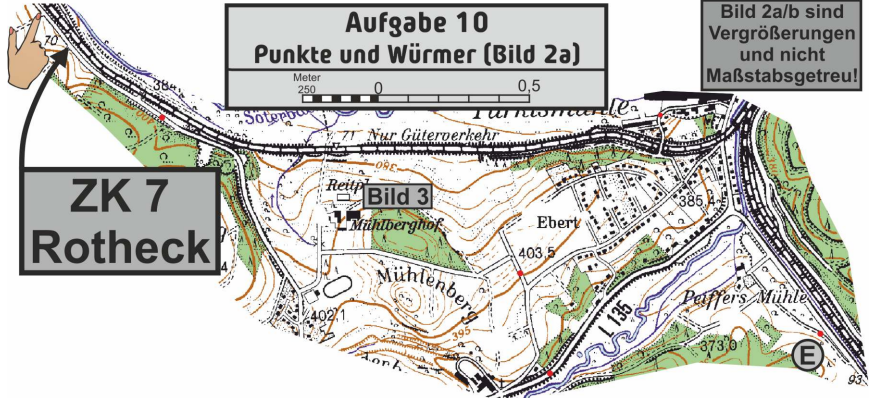 Aufgabe 10
Punkte und Würmer (Bild 2a)
Meter
250 0 0,5
Bild 2a/b sind
Vergrößerungen
und nicht
Maßstabsgetreu!
70
384
71 Nur Güterverkehr
380
ZK 7
Rotheck
Reitpl.
Bild 3
Mühlberghof
Ebert
385,4
403,5
Mühlenberg
402,1
395
L 135
Peiffers Mühle
373,0
E
93